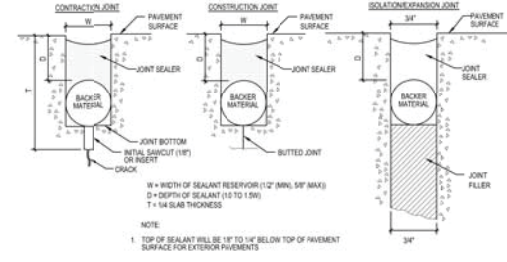 CONTRACTION JOINT
W
PAVEMENT
SURFACE
D
T
JOINT SEALER
BACKER
MATERIAL
JOINT BOTTOM
INITIAL SAWCUT (1/8")
OR INSERT
CRACK
CONSTRUCTION JOINT
W
PAVEMENT
SURFACE
D
JOINT SEALER
BACKER
MATERIAL
BUTTED JOINT
ISOLATION/EXPANSION JOINT
3/4"
PAVEMENT
SURFACE
D
JOINT
SEALER
BACKER
MATERIAL
JOINT
FILLER
3/4"
W = WIDTH OF SEALANT RESERVOIR (1/2" (MIN), 5/8" (MAX))
D = DEPTH OF SEALANT (1.0 TO 1.5W)
T = 1/4 SLAB THICKNESS
NOTE:
1. TOP OF SEALANT WILL BE 1/8" TO 1/4" BELOW TOP OF PAVEMENT
SURFACE FOR EXTERIOR PAVEMENTS